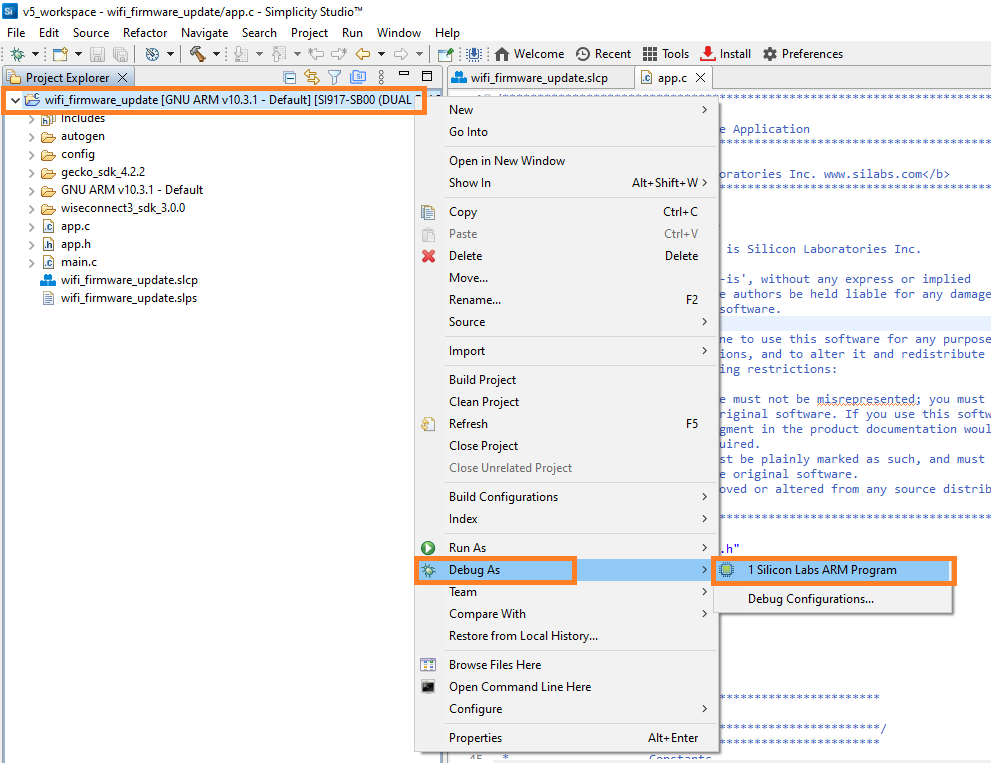 v5_workspace - wifi_firmware_update/app.c - Simplicity Studio™
File Edit Source Refactor Navigate Search Project Run Window Help
Welcome Recent Tools Install Preferences
Project Explorer
wifi_firmware_update.slcp app.c
wifi_firmware_update [GNU ARM v10.3.1 - Default] [SI917-SB00 (DUAL
Includes
autogen
config
gecko_sdk_4.2.2
GNU ARM v10.3.1 - Default
wiseconnect3_sdk_3.0.0
app.c
app.h
main.c
wifi_firmware_update.slcp
wifi_firmware_update.slps
New
Go Into
Open in New Window
Show In Alt+Shift+W
Copy Ctrl+C
Paste Ctrl+V
Delete Delete
Move...
Rename... F2
Source
Import
Build Project
Clean Project
Refresh F5
Close Project
Close Unrelated Project
Build Configurations
Index
Run As
Debug As
Team
Compare With
Restore from Local History...
Browse Files Here
Open Command Line Here
Configure
Properties Alt+Enter
1 Silicon Labs ARM Program
Debug Configurations...
e Application
****************************************
oratories Inc. www.silabs.com</b>
****************************************
is Silicon Laboratories Inc.
-is', without any express or implied
e authors be held liable for any damage
software.
ne to use this software for any purpose
ions, and to alter it and redistribute
ing restrictions:
e must not be misrepresented; you must
riginal software. If you use this softw
gment in the product documentation woul
uired.
st be plainly marked as such, and must
e original software.
oved or altered from any source distrib
****************************************
.h"
***********************
***********************/
***********************
45 * Constants